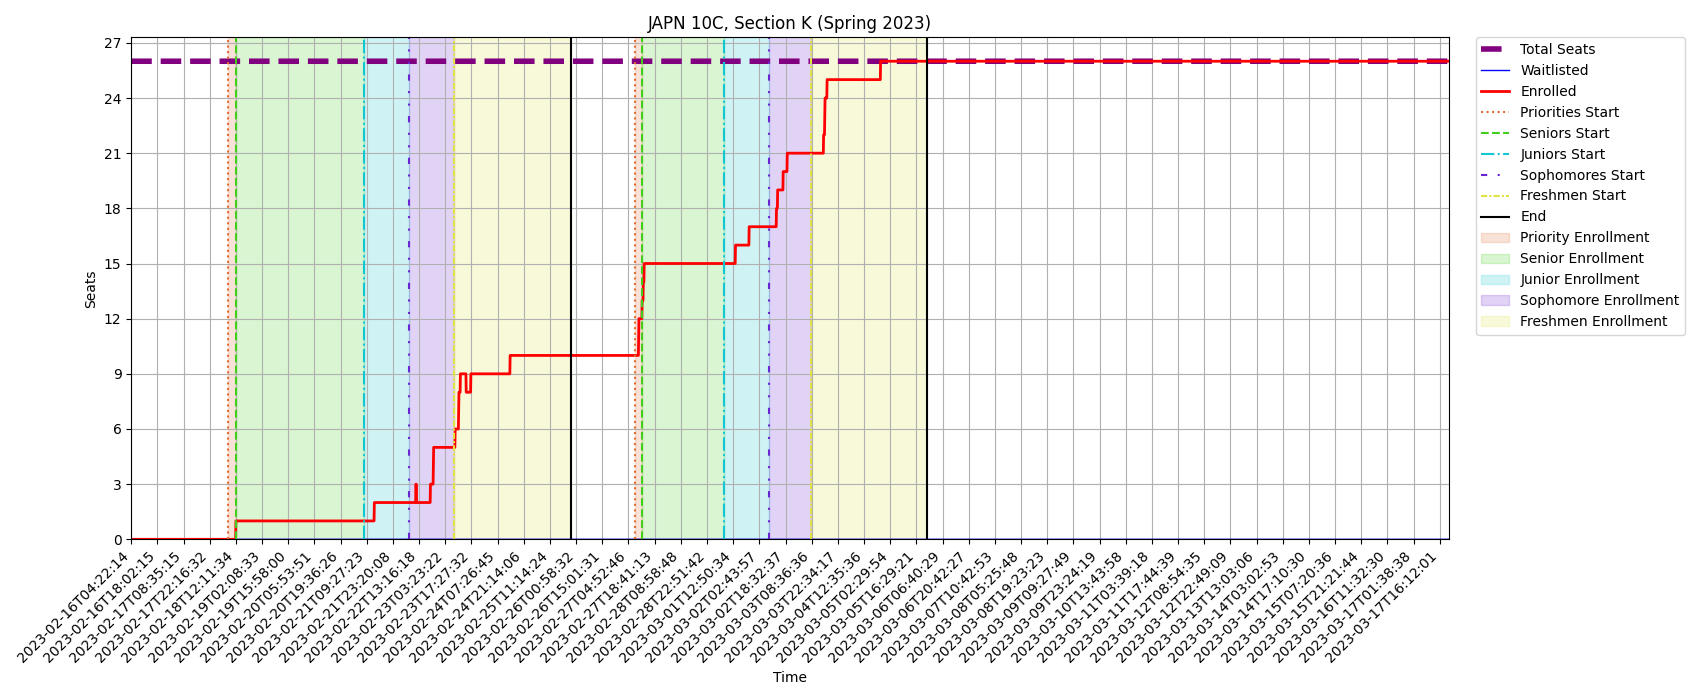 JAPN 10C, Section K (Spring 2023)
27
24
21
18
15
12
9
6
3
0
Seats
2023-02-16T04:22:14
2023-02-16T18:02:15
2023-02-17T08:35:15
2023-02-17T22:16:32
2023-02-18T12:11:34
2023-02-19T02:08:33
2023-02-19T15:58:00
2023-02-20T05:53:51
2023-02-20T19:36:26
2023-02-21T09:27:23
2023-02-21T23:20:08
2023-02-22T13:16:18
2023-02-23T03:23:22
2023-02-23T17:27:32
2023-02-24T07:26:45
2023-02-24T21:14:06
2023-02-25T11:14:24
2023-02-26T00:58:32
2023-02-26T15:01:31
2023-02-27T04:52:46
2023-02-27T18:41:13
2023-02-28T08:58:48
2023-02-28T22:51:42
2023-03-01T12:50:34
2023-03-02T02:43:57
2023-03-02T18:32:37
2023-03-03T08:36:36
2023-03-03T22:34:17
2023-03-04T12:35:36
2023-03-05T02:29:54
2023-03-05T16:29:21
2023-03-06T06:40:29
2023-03-06T20:42:27
2023-03-07T10:42:53
2023-03-08T05:25:48
2023-03-08T19:23:23
2023-03-09T09:27:49
2023-03-09T23:24:19
2023-03-10T13:43:58
2023-03-11T03:39:18
2023-03-11T17:44:39
2023-03-12T08:54:35
2023-03-12T22:49:09
2023-03-13T13:03:06
2023-03-14T03:02:53
2023-03-14T17:10:30
2023-03-15T07:20:36
2023-03-15T21:21:44
2023-03-16T11:32:30
2023-03-17T01:38:38
2023-03-17T16:12:01
Time
Total Seats
Waitlisted
Enrolled
Priorities Start
Seniors Start
Juniors Start
Sophomores Start
Freshmen Start
End
Priority Enrollment
Senior Enrollment
Junior Enrollment
Sophomore Enrollment
Freshmen Enrollment